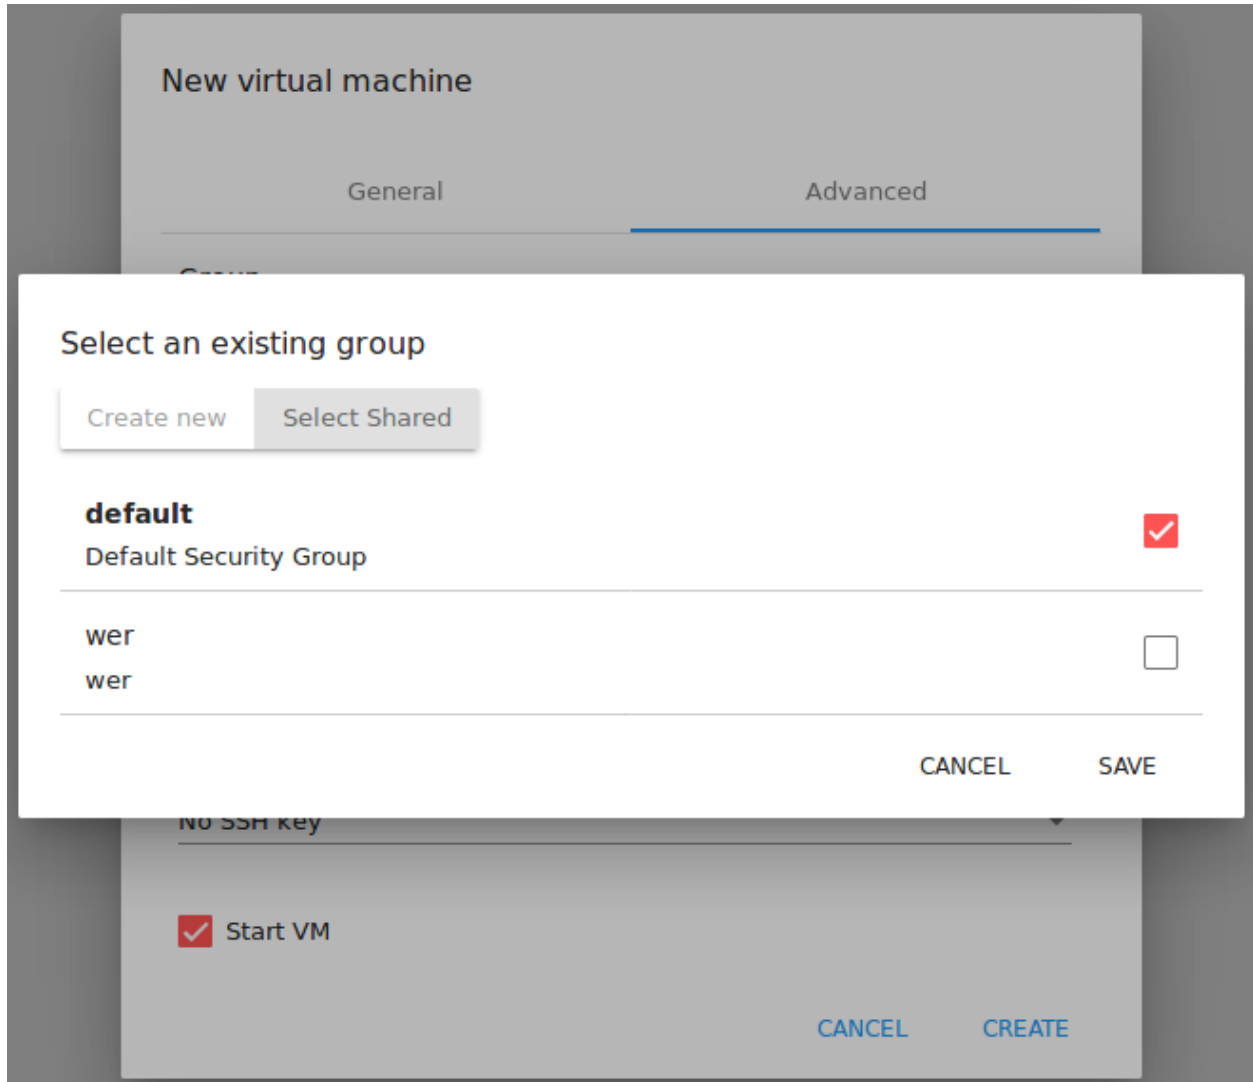 New virtual machine
General Advanced
Group
Select an existing group
Create new Select Shared
default
Default Security Group
wer
wer
CANCEL SAVE
No SSH key
Start VM
CANCEL CREATE